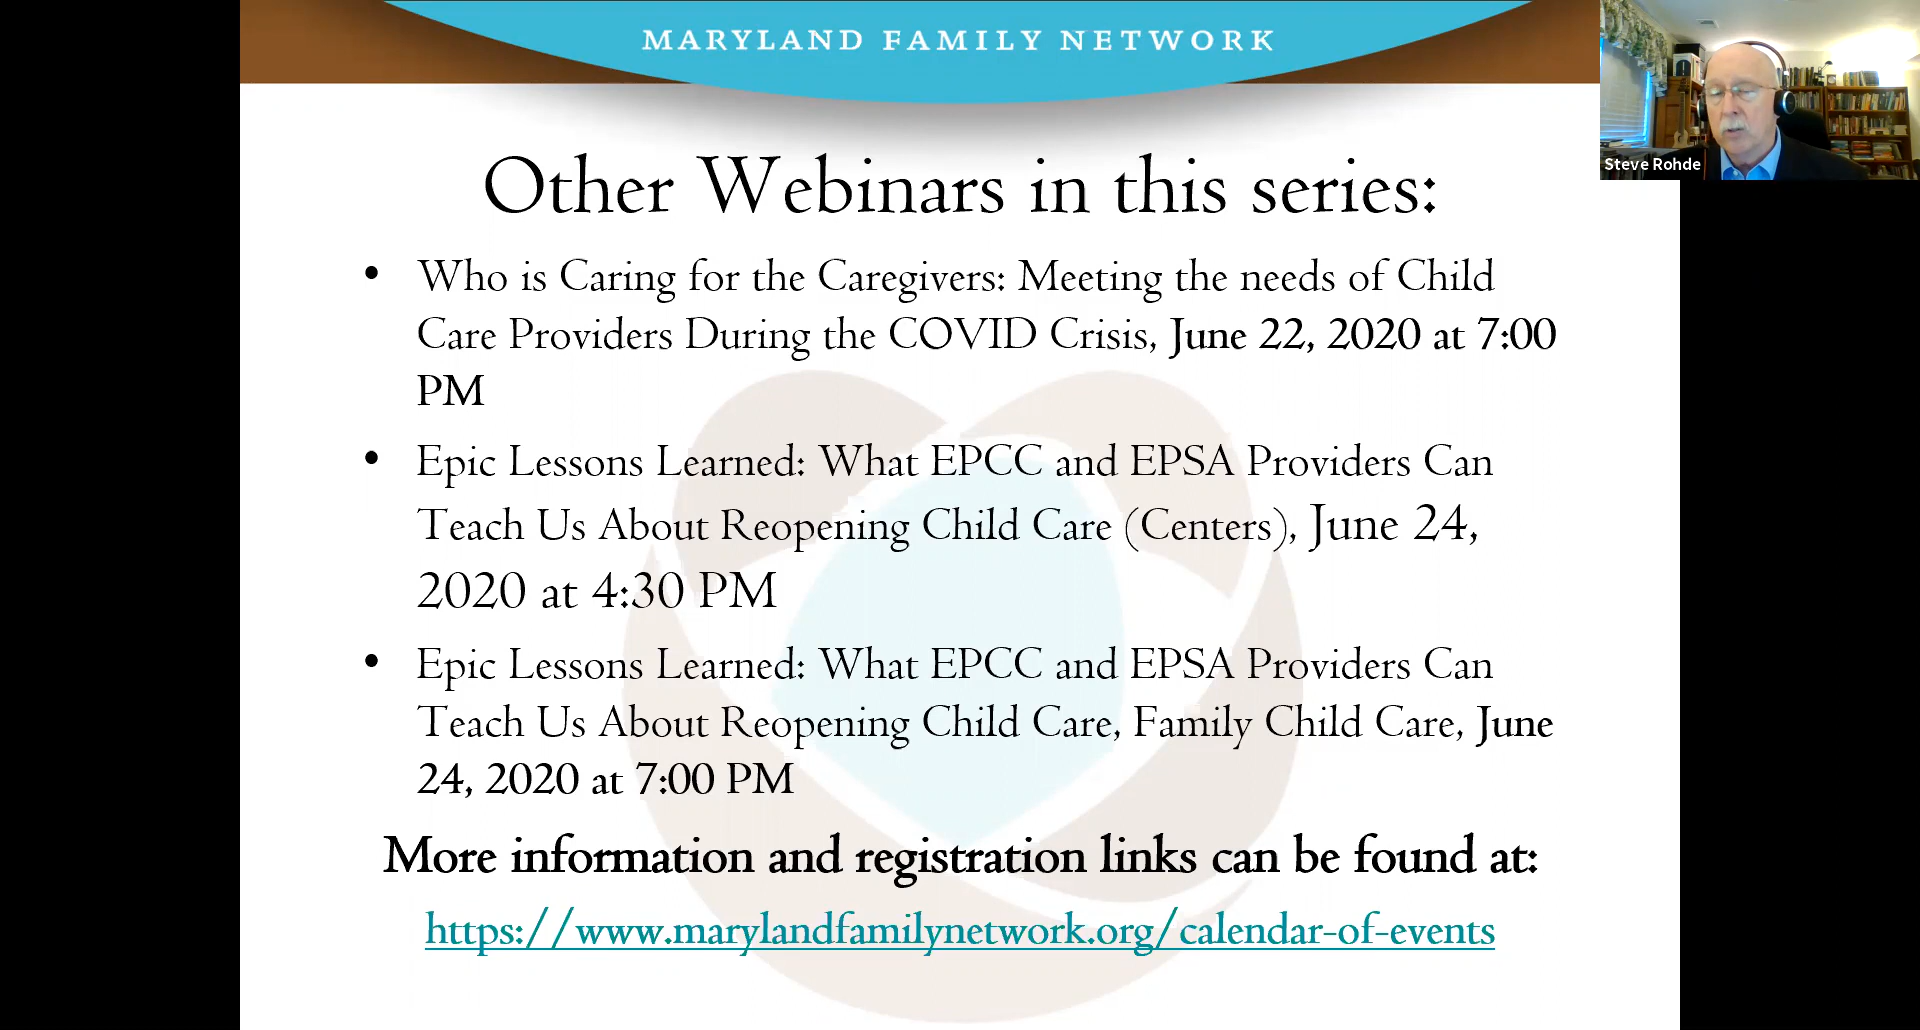 MARYLAND FAMILY NETWORK
Steve Rohde
Other Webinars in this series:
• Who is Caring for the Caregivers: Meeting the needs of Child
Care Providers During the COVID Crisis, June 22, 2020 at 7:00
PM
• Epic Lessons Learned: What EPCC and EPSA Providers Can
Teach Us About Reopening Child Care (Centers), June 24,
2020 at 4:30 PM
• Epic Lessons Learned: What EPCC and EPSA Providers Can
Teach Us About Reopening Child Care, Family Child Care, June
24, 2020 at 7:00 PM
More information and registration links can be found at:
https://www.marylandfamilynetwork.org/calendar-of-events